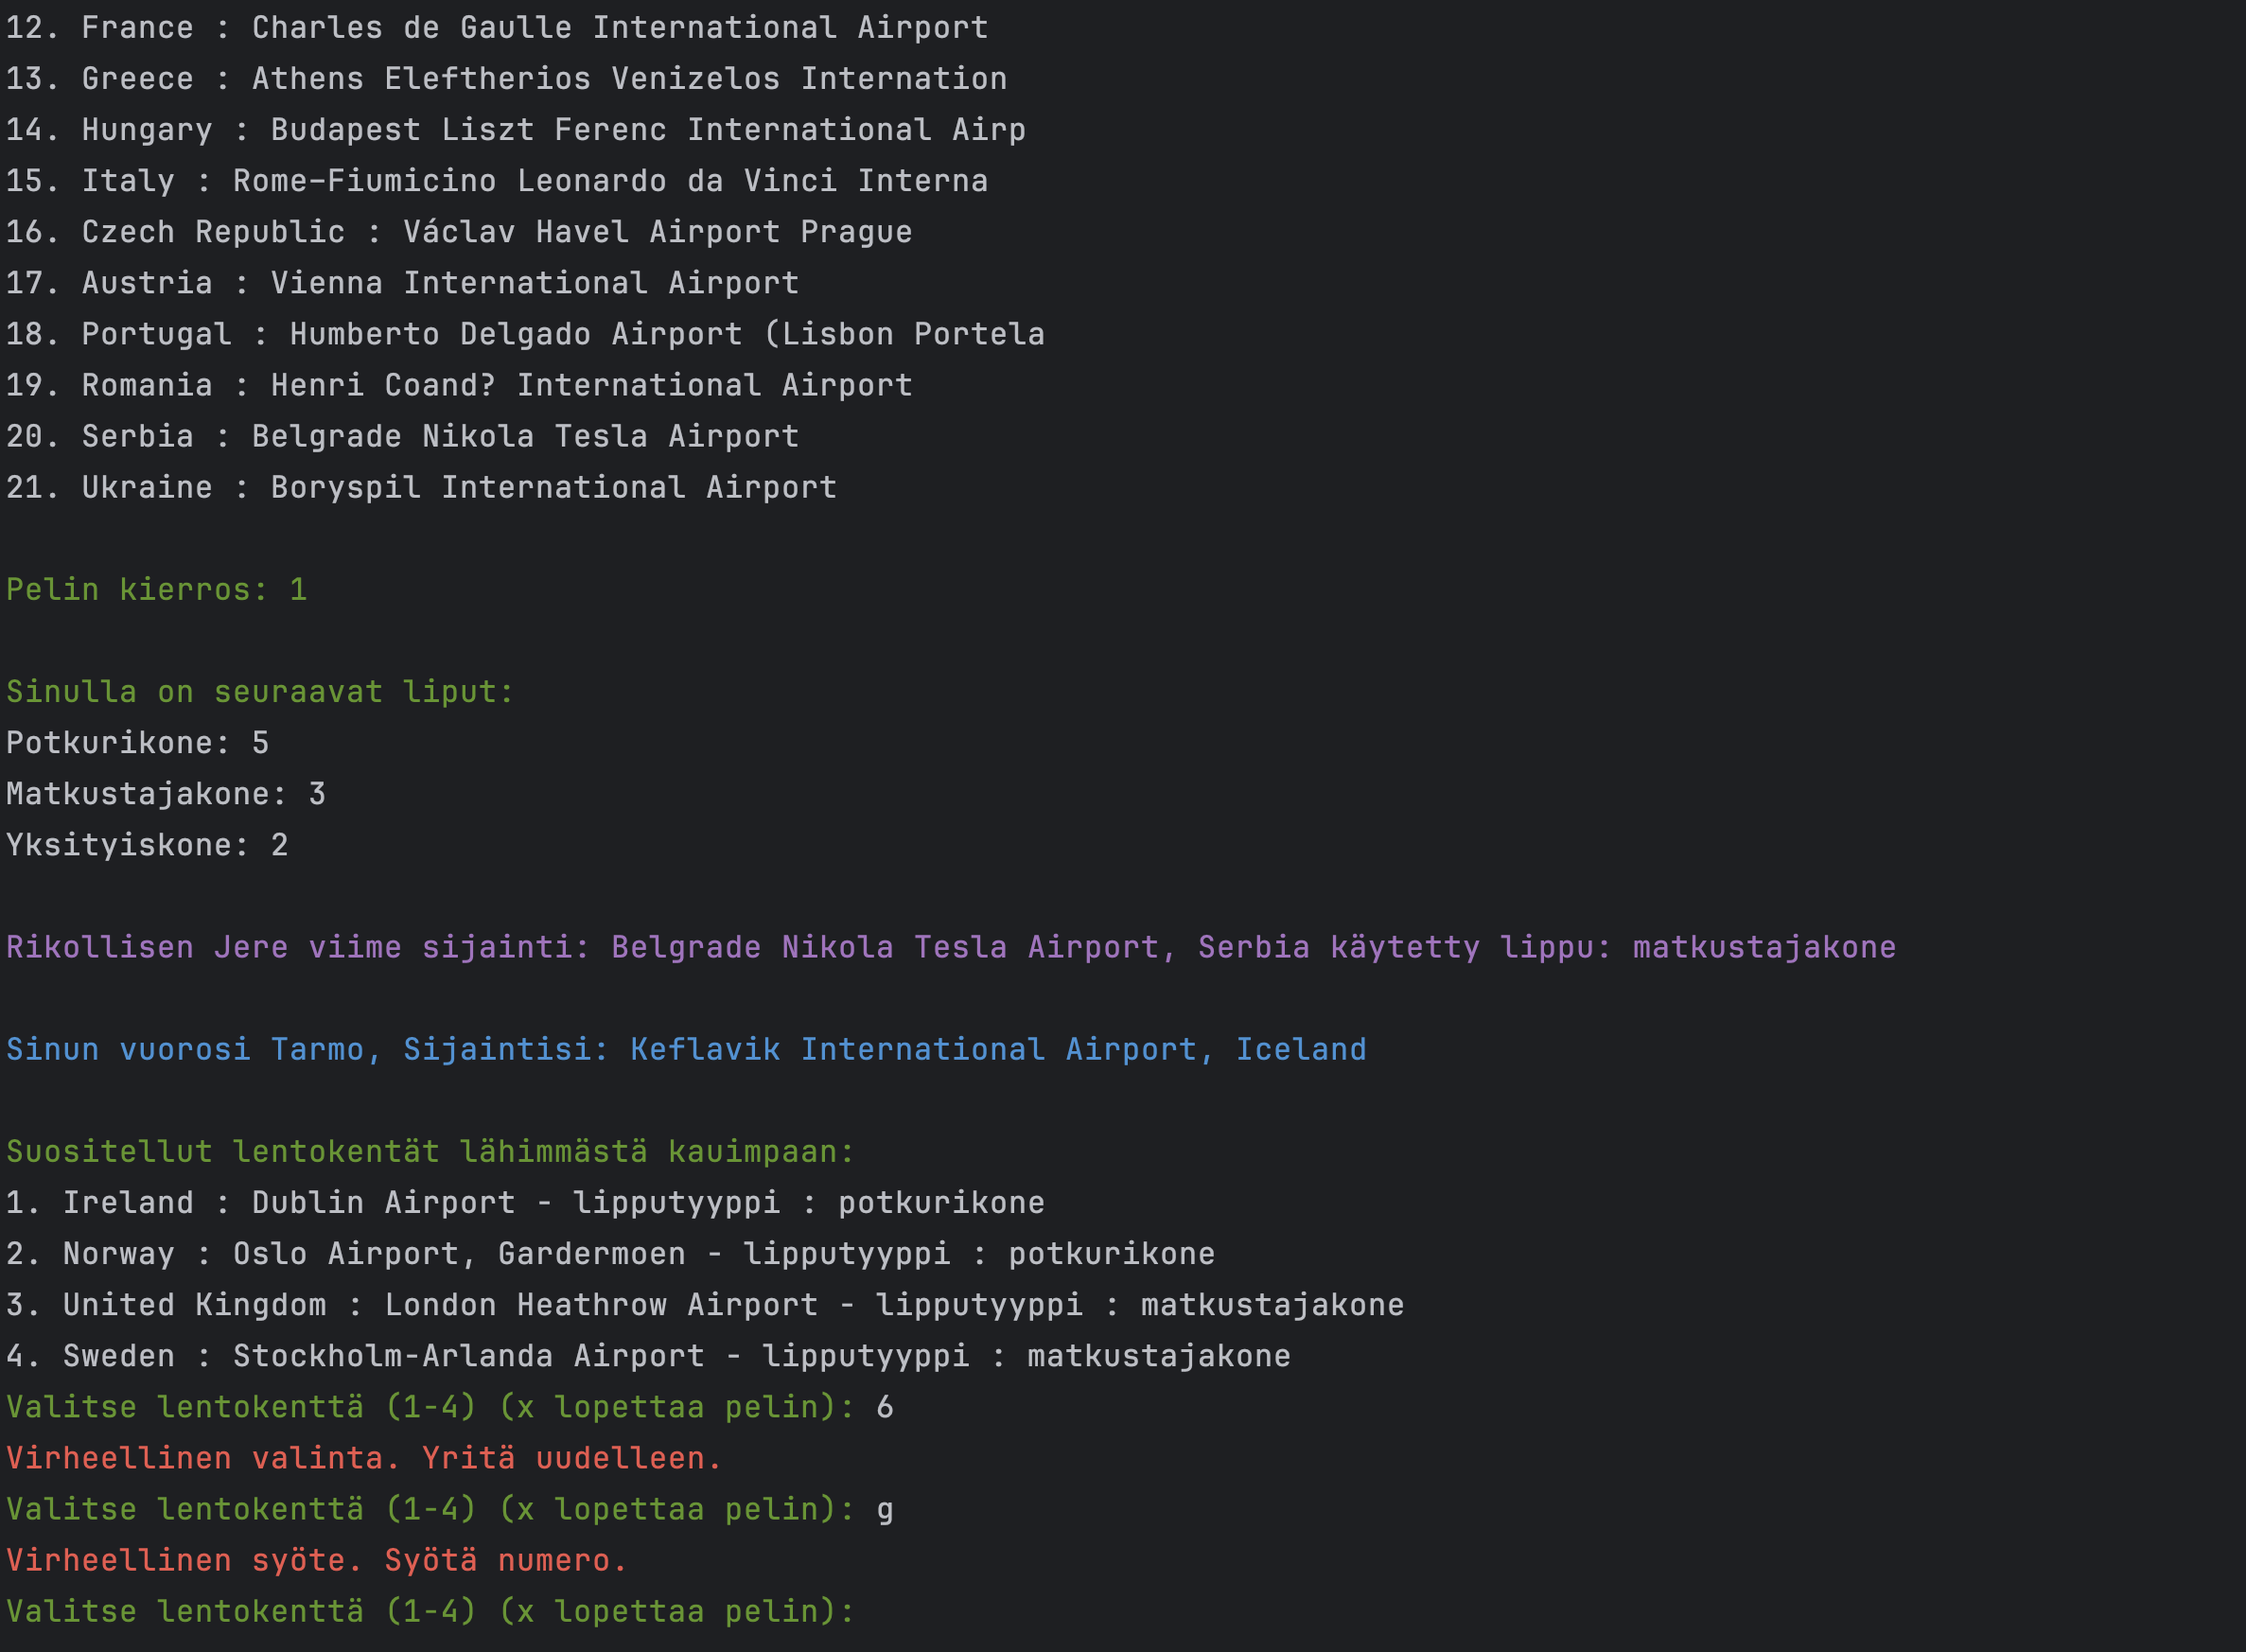 12. France : Charles de Gaulle International Airport
13. Greece : Athens Eleftherios Venizelos Internation
14. Hungary : Budapest Liszt Ferenc International Airp
15. Italy : Rome–Fiumicino Leonardo da Vinci Interna
16. Czech Republic : Václav Havel Airport Prague
17. Austria : Vienna International Airport
18. Portugal : Humberto Delgado Airport (Lisbon Portela
19. Romania : Henri Coand? International Airport
20. Serbia : Belgrade Nikola Tesla Airport
21. Ukraine : Boryspil International Airport
Pelin kierros: 1
Sinulla on seuraavat liput:
Potkurikone: 5
Matkustajakone: 3
Yksityiskone: 2
Rikollisen Jere viime sijainti: Belgrade Nikola Tesla Airport, Serbia käytetty lippu: matkustajakone
Sinun vuorosi Tarmo, Sijaintisi: Keflavik International Airport, Iceland
Suositellut lentokentät lähimmästä kauimpaan:
1. Ireland : Dublin Airport - lipputyyppi : potkurikone
2. Norway : Oslo Airport, Gardermoen - lipputyyppi : potkurikone
3. United Kingdom : London Heathrow Airport - lipputyyppi : matkustajakone
4. Sweden : Stockholm-Arlanda Airport - lipputyyppi : matkustajakone
Valitse lentokenttä (1-4) (x lopettaa pelin): 6
Virheellinen valinta. Yritä uudelleen.
Valitse lentokenttä (1-4) (x lopettaa pelin): g
Virheellinen syöte. Syötä numero.
Valitse lentokenttä (1-4) (x lopettaa pelin):